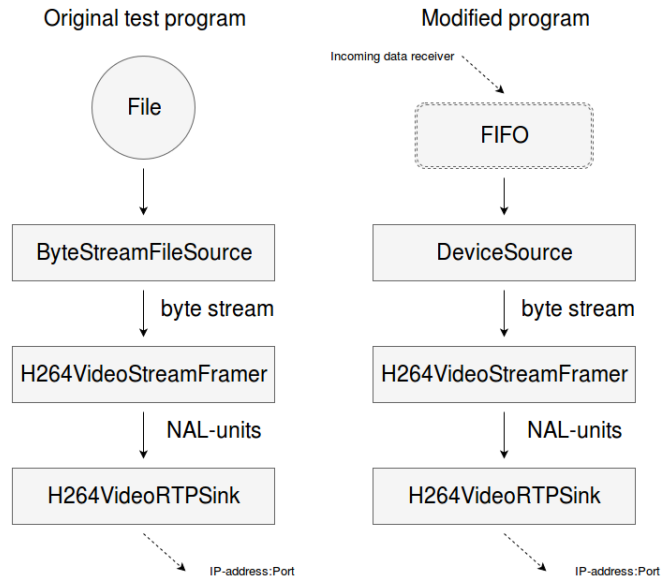 Original test program
File
ByteStreamFileSource
byte stream
H264VideoStreamFramer
NAL-units
H264VideoRTPSink
IP-address:Port
Modified program
Incoming data receiver
FIFO
DeviceSource
byte stream
H264VideoStreamFramer
NAL-units
H264VideoRTPSink
IP-address:Port